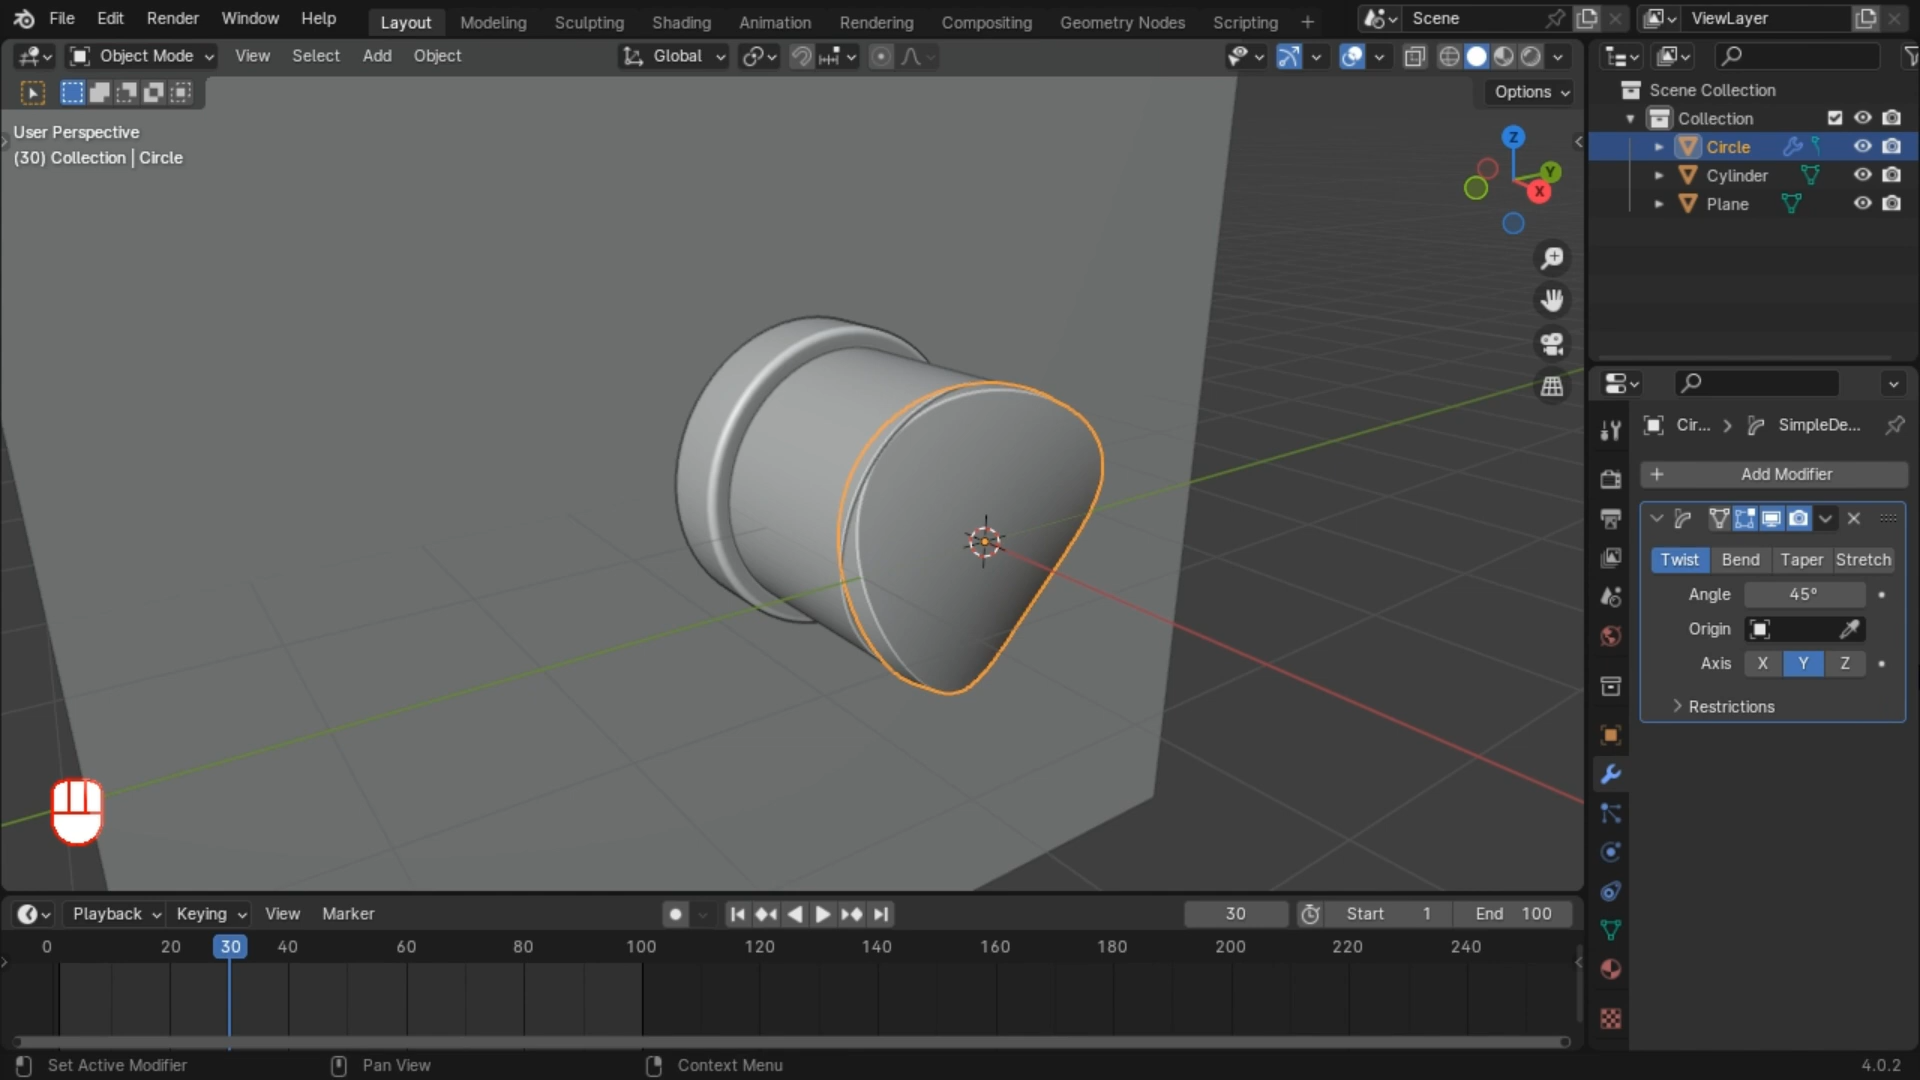 File Edit Render Window Help Layout Modeling Sculpting Shading Animation Rendering Compositing Geometry Nodes Scripting + Scene ViewLayer
Object Mode View Select Add Object Global
Options
User Perspective
(30) Collection | Circle
Z
Y
X
Scene Collection
Collection
Circle
Cylinder
Plane
Cir... SimpleDe...
+ Add Modifier
Twist Bend Taper Stretch
Angle 45°
Origin
Axis X Y Z
Restrictions
Playback Keying View Marker 30 Start 1 End 100
0 20 30 40 60 80 100 120 140 160 180 200 220 240
Set Active Modifier Pan View Context Menu 4.0.2